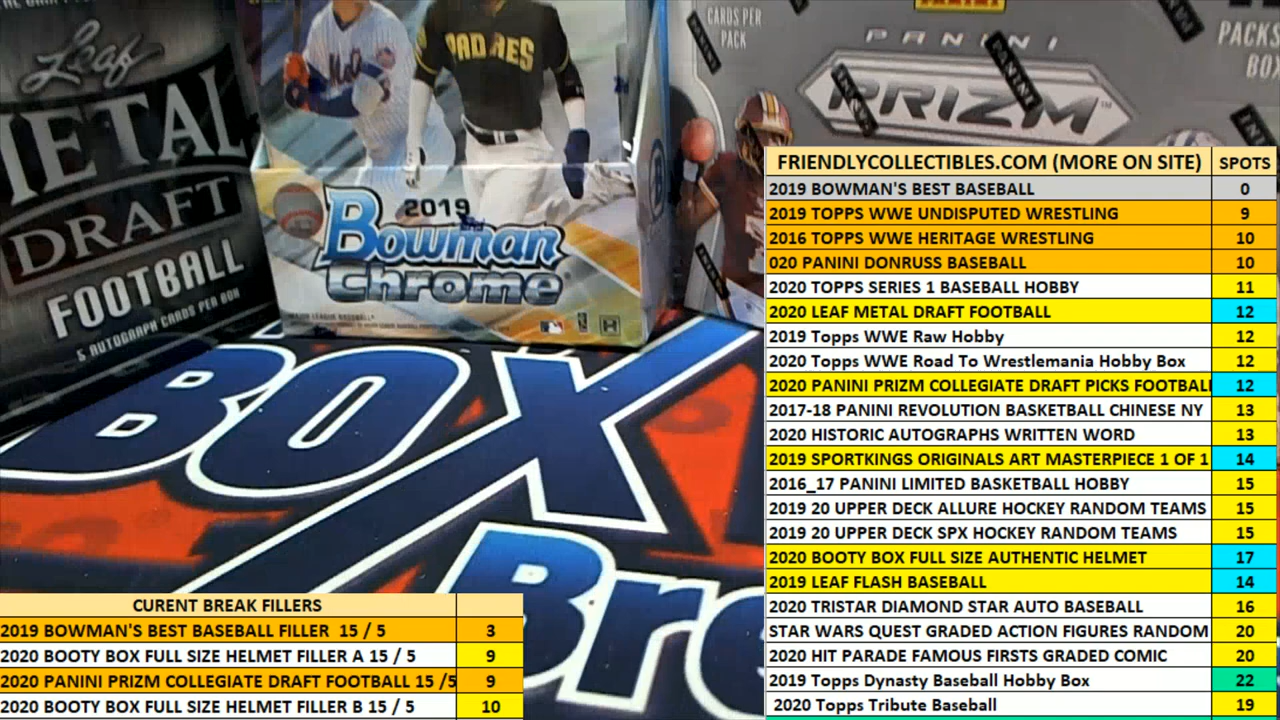 Leaf
METAL
DRAFT
FOOTBALL
5 AUTOGRAPH CARDS PER BOX
Mets
PADRES
2019
Bowman
Chrome
CARDS PER
PACK
PANINI
PRIZM
PACKS
BOX
PANINI
BOX
Bre
FRIENDLYCOLLECTIBLES.COM (MORE ON SITE) SPOTS
2019 BOWMAN'S BEST BASEBALL 0
2019 TOPPS WWE UNDISPUTED WRESTLING 9
2016 TOPPS WWE HERITAGE WRESTLING 10
020 PANINI DONRUSS BASEBALL 10
2020 TOPPS SERIES 1 BASEBALL HOBBY 11
2020 LEAF METAL DRAFT FOOTBALL 12
2019 Topps WWE Raw Hobby 12
2020 Topps WWE Road To Wrestlemania Hobby Box 12
2020 PANINI PRIZM COLLEGIATE DRAFT PICKS FOOTBALL 12
2017-18 PANINI REVOLUTION BASKETBALL CHINESE NY 13
2020 HISTORIC AUTOGRAPHS WRITTEN WORD 13
2019 SPORTKINGS ORIGINALS ART MASTERPIECE 1 OF 1 14
2016_17 PANINI LIMITED BASKETBALL HOBBY 15
2019 20 UPPER DECK ALLURE HOCKEY RANDOM TEAMS 15
2019 20 UPPER DECK SPX HOCKEY RANDOM TEAMS 15
2020 BOOTY BOX FULL SIZE AUTHENTIC HELMET 17
2019 LEAF FLASH BASEBALL 14
2020 TRISTAR DIAMOND STAR AUTO BASEBALL 16
STAR WARS QUEST GRADED ACTION FIGURES RANDOM 20
2020 HIT PARADE FAMOUS FIRSTS GRADED COMIC 20
2019 Topps Dynasty Baseball Hobby Box 22
2020 Topps Tribute Baseball 19
CURENT BREAK FILLERS
2019 BOWMAN'S BEST BASEBALL FILLER 15 / 5 3
2020 BOOTY BOX FULL SIZE HELMET FILLER A 15 / 5 9
2020 PANINI PRIZM COLLEGIATE DRAFT FOOTBALL 15 /5 9
2020 BOOTY BOX FULL SIZE HELMET FILLER B 15 / 5 10